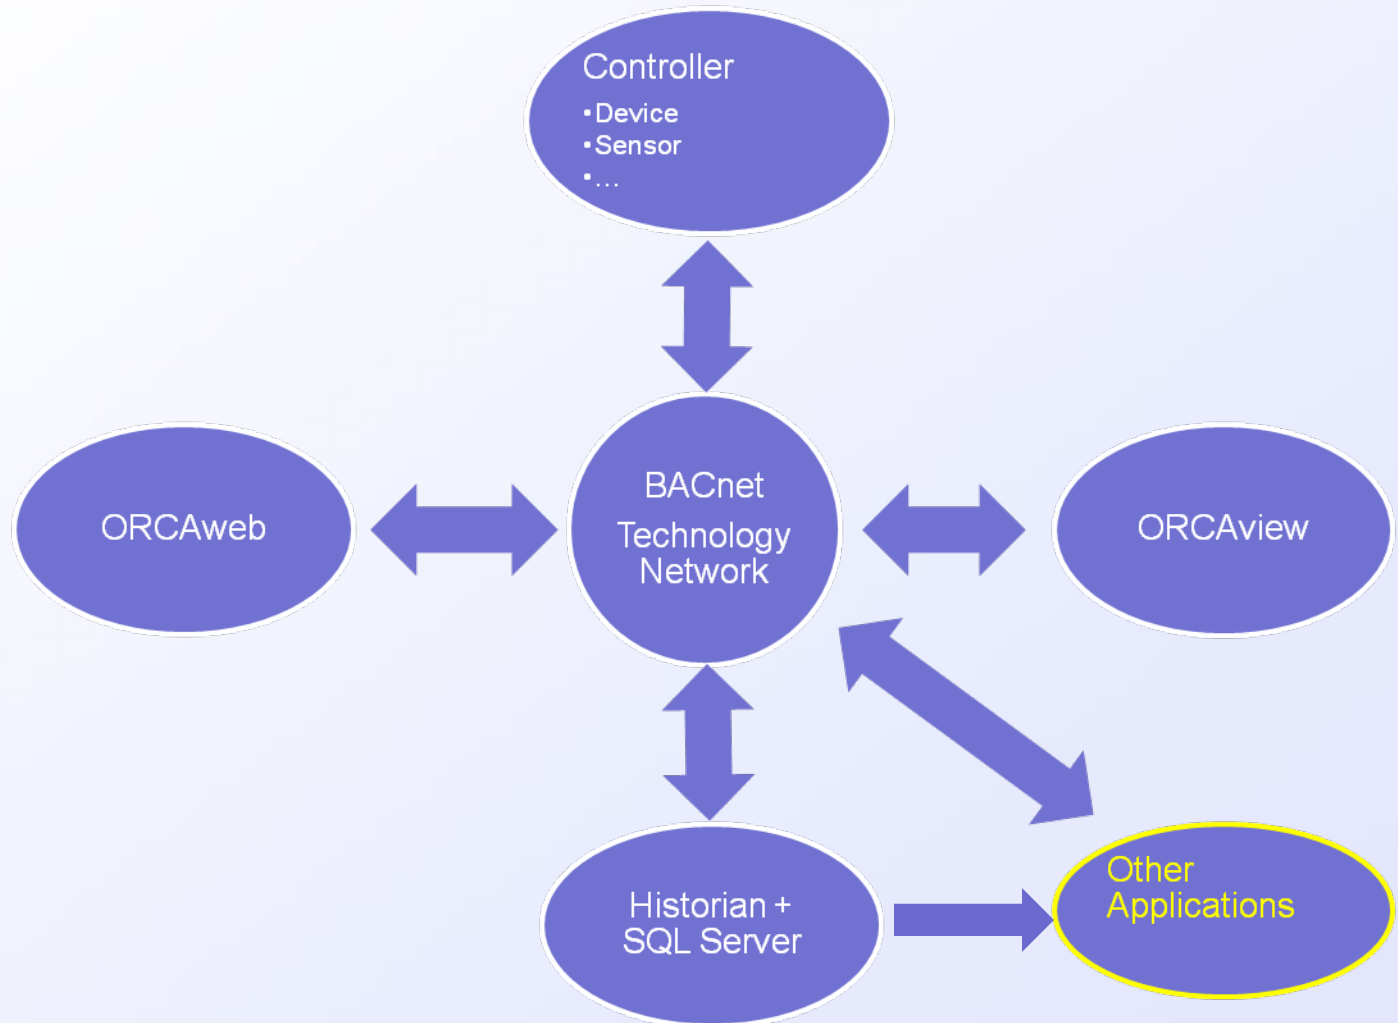 Controller
▪Device
▪Sensor
▪...
BACnet
Technology
Network
ORCAweb
ORCAview
Historian +
SQL Server
Other
Applications